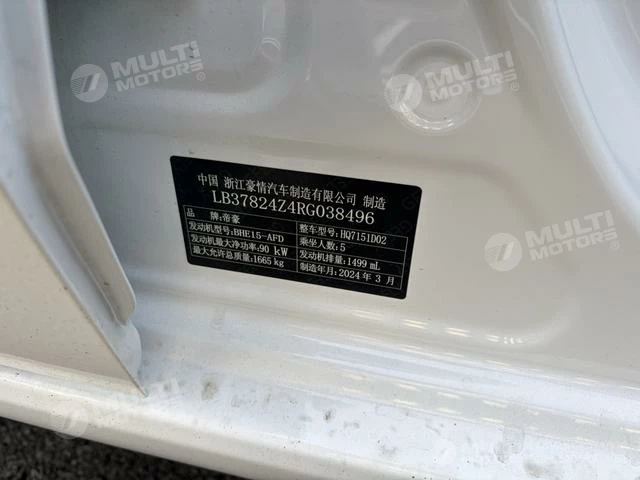 MULTI
MOTORS
MULTI
MOTORS
中国 浙江豪情汽车制造有限公司 制造
LB37824Z4RG038496
品牌:帝豪 整车型号:HQ7151D02
发动机型号:BHE15-AFD 乘坐人数:5
发动机最大净功率:90 kW 发动机排量:1499 mL
最大允许总质量:1665 kg 制造年月:2024 年 3 月
MULTI
MOTORS
MULTI
MOTORS